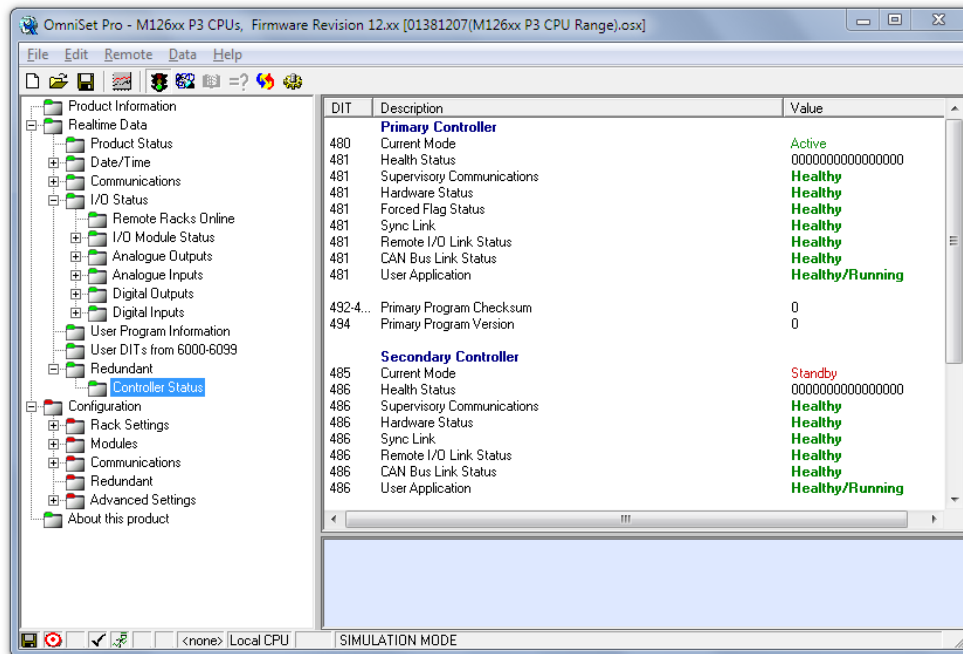 OmniSet Pro - M126xx P3 CPUs, Firmware Revision 12.xx [01381207(M126xx P3 CPU Range).osx]
File Edit Remote Data Help
=?
Product Information
Realtime Data
Product Status
Date/Time
Communications
I/O Status
Remote Racks Online
I/O Module Status
Analogue Outputs
Analogue Inputs
Digital Outputs
Digital Inputs
User Program Information
User DITs from 6000-6099
Redundant
Controller Status
Configuration
Rack Settings
Modules
Communications
Redundant
Advanced Settings
About this product
DIT Description Value
Primary Controller
480 Current Mode Active
481 Health Status 0000000000000000
481 Supervisory Communications Healthy
481 Hardware Status Healthy
481 Forced Flag Status Healthy
481 Sync Link Healthy
481 Remote I/O Link Status Healthy
481 CAN Bus Link Status Healthy
481 User Application Healthy/Running
492-4... Primary Program Checksum 0
494 Primary Program Version 0
Secondary Controller
485 Current Mode Standby
486 Health Status 0000000000000000
486 Supervisory Communications Healthy
486 Hardware Status Healthy
486 Sync Link Healthy
486 Remote I/O Link Status Healthy
486 CAN Bus Link Status Healthy
486 User Application Healthy/Running
<none> Local CPU SIMULATION MODE